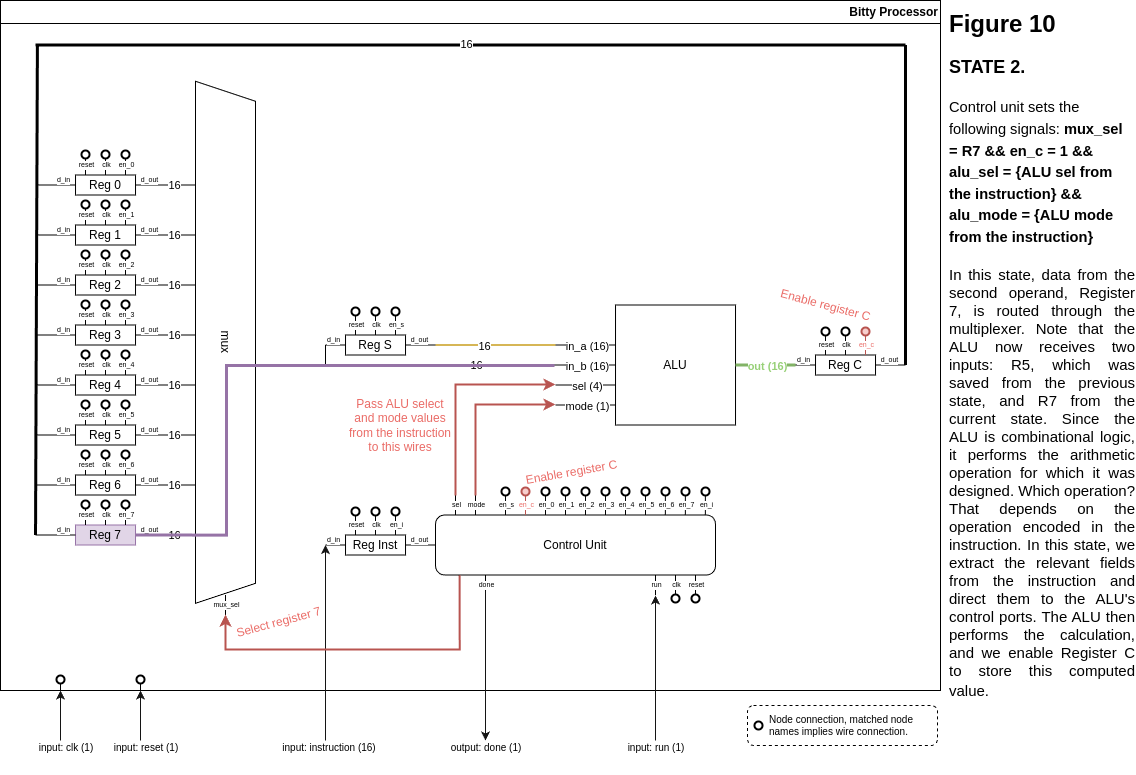 Bitty Processor
16
reset clk en_0
d_in Reg 0 d_out 16
reset clk en_1
d_in Reg 1 d_out 16
reset clk en_2
d_in Reg 2 d_out 16
reset clk en_3
d_in Reg 3 d_out 16
reset clk en_4
d_in Reg 4 d_out 16
reset clk en_5
d_in Reg 5 d_out 16
reset clk en_6
d_in Reg 6 d_out 16
reset clk en_7
d_in Reg 7 d_out 16
mux
mux_sel
Select register 7
reset clk en_s
d_in Reg S d_out 16
16
in_a (16)
in_b (16)
sel (4)
mode (1)
ALU
out (16)
Enable register C
reset clk en_c
d_in Reg C d_out
Pass ALU select
and mode values
from the instruction
to this wires
Enable register C
sel mode en_s en_c en_0 en_1 en_2 en_3 en_4 en_5 en_6 en_7 en_i
reset clk en_i
d_in Reg Inst d_out
Control Unit
done run clk reset
input: clk (1)
input: reset (1)
input: instruction (16)
output: done (1)
input: run (1)
Node connection, matched node
names implies wire connection.
Figure 10
STATE 2.
Control unit sets the
following signals: mux_sel
= R7 && en_c = 1 &&
alu_sel = {ALU sel from
the instruction} &&
alu_mode = {ALU mode
from the instruction}
In this state, data from the
second operand, Register
7, is routed through the
multiplexer. Note that the
ALU now receives two
inputs: R5, which was
saved from the previous
state, and R7 from the
current state. Since the
ALU is combinational logic,
it performs the arithmetic
operation for which it was
designed. Which operation?
That depends on the
operation encoded in the
instruction. In this state, we
extract the relevant fields
from the instruction and
direct them to the ALU's
control ports. The ALU then
performs the calculation,
and we enable Register C
to store this computed
value.